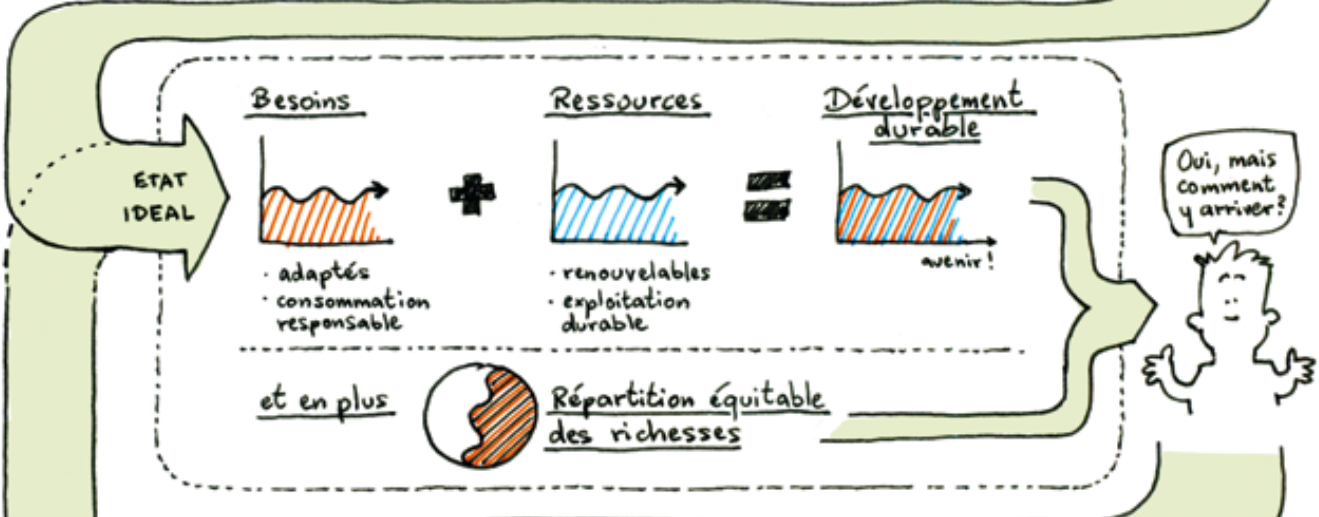 Besoins
Ressources
Développement
durable
ETAT
IDEAL
avenir!
· adaptés
· consommation
responsable
· renouvelables
· exploitation
durable
Oui, mais
comment
y arriver?
et en plus
Répartition équitable
des richesses